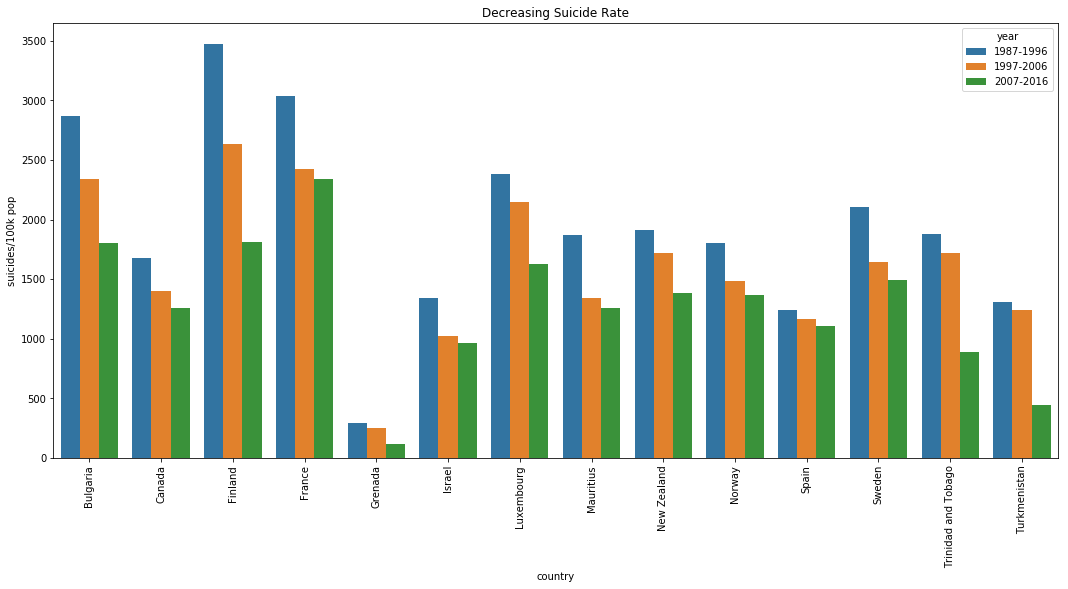 Decreasing Suicide Rate
year
1987-1996
1997-2006
2007-2016
suicides/100k pop
3500
3000
2500
2000
1500
1000
500
0
Bulgaria
Canada
Finland
France
Grenada
Israel
Luxembourg
Mauritius
New Zealand
Norway
Spain
Sweden
Trinidad and Tobago
Turkmenistan
country